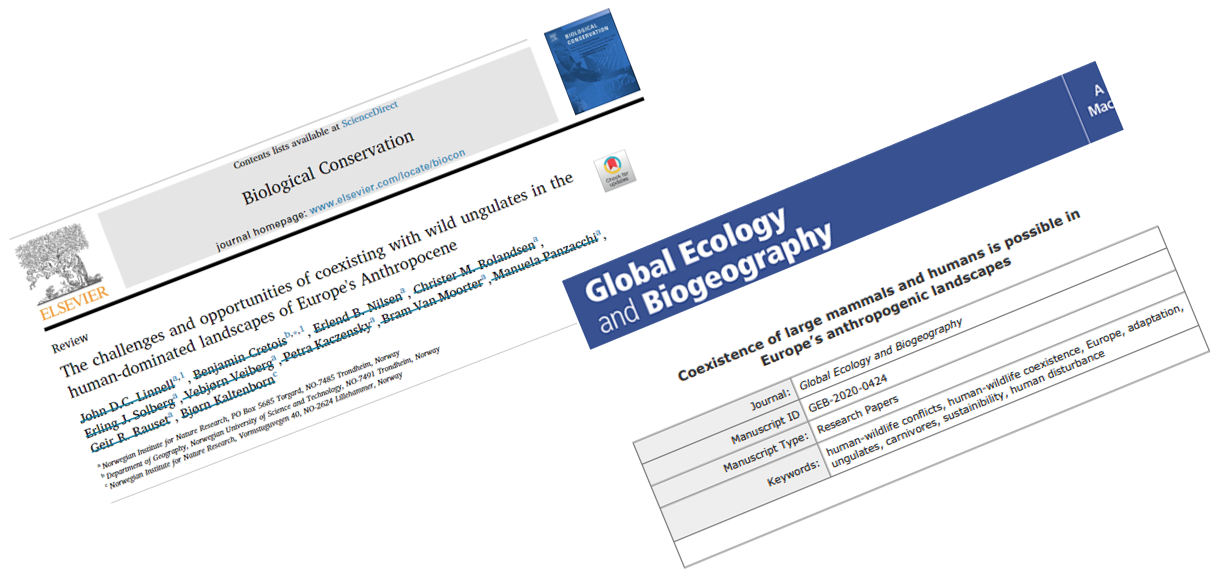 BIOLOGICAL
CONSERVATION
Contents lists available at ScienceDirect
Biological Conservation
journal homepage: www.elsevier.com/locate/biocon
ELSEVIER
Check for
updates
Review
The challenges and opportunities of coexisting with wild ungulates in the
human-dominated landscapes of Europe's Anthropocene
John D.C. Linnell a,1, Benjamin Cretois b,*,1, Erlend B. Nilsen a, Christer M. Rolandsen a,
Erling J. Solberg a, Vebjørn Veiberg a, Petra Kaczensky a, Bram Van Moorter a, Manuela Panzacchi a,
Geir R. Rauset a, Bjørn Kaltenborn c
a Norwegian Institute for Nature Research, PO Box 5685 Torgard, NO-7485 Trondheim, Norway
b Department of Geography, Norwegian University of Science and Technology, NO-7491 Trondheim, Norway
c Norwegian Institute for Nature Research, Vormstuguvegen 40, NO-2624 Lillehammer, Norway
Global Ecology
and Biogeography
A
Mac
Coexistence of large mammals and humans is possible in
Europe's anthropogenic landscapes
Journal: Global Ecology and Biogeography
Manuscript ID GEB-2020-0424
Manuscript Type: Research Papers
Keywords: human-wildlife conflicts, human-wildlife coexistence, Europe, adaptation,
ungulates, carnivores, sustainibility, human disturbance